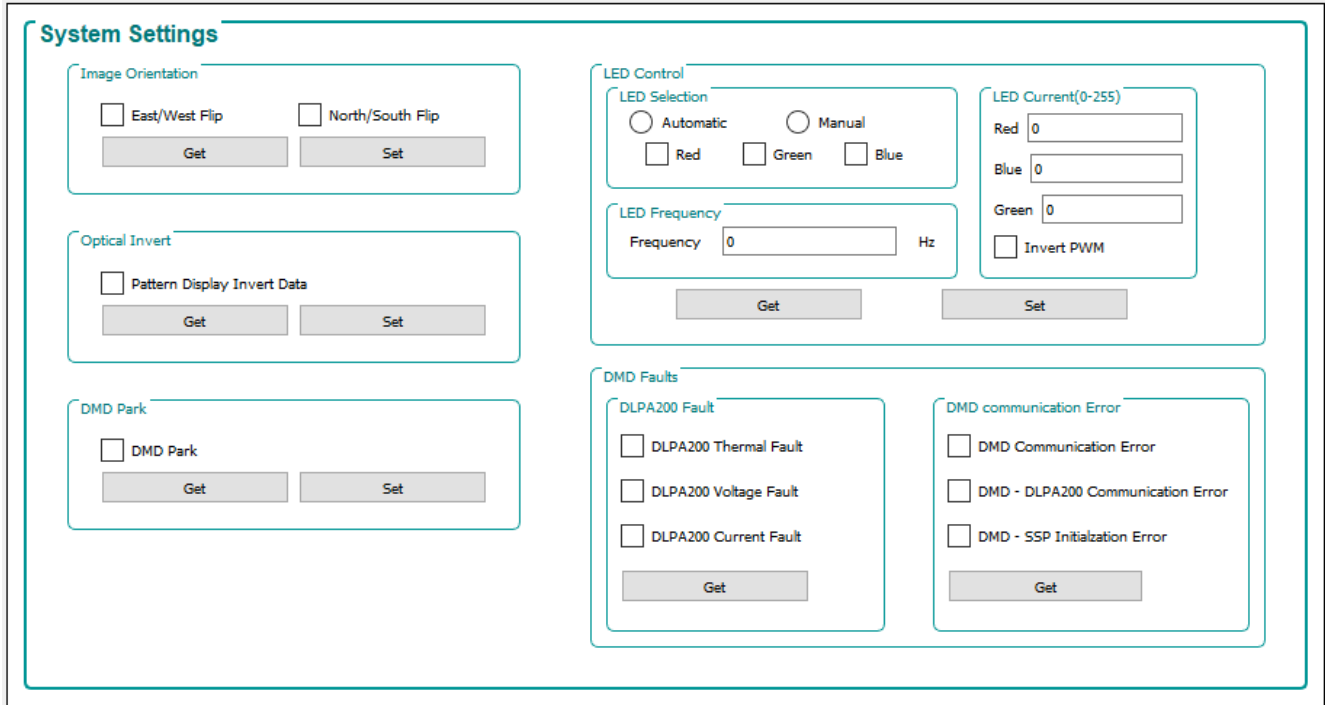 System Settings
Image Orientation
East/West Flip North/South Flip
Get Set
Optical Invert
Pattern Display Invert Data
Get Set
DMD Park
DMD Park
Get Set
LED Control
LED Selection
Automatic Manual
Red Green Blue
LED Frequency
Frequency 0 Hz
LED Current(0-255)
Red 0
Blue 0
Green 0
Invert PWM
Get Set
DMD Faults
DLPA200 Fault
DLPA200 Thermal Fault
DLPA200 Voltage Fault
DLPA200 Current Fault
Get
DMD communication Error
DMD Communication Error
DMD - DLPA200 Communication Error
DMD - SSP Initialzation Error
Get